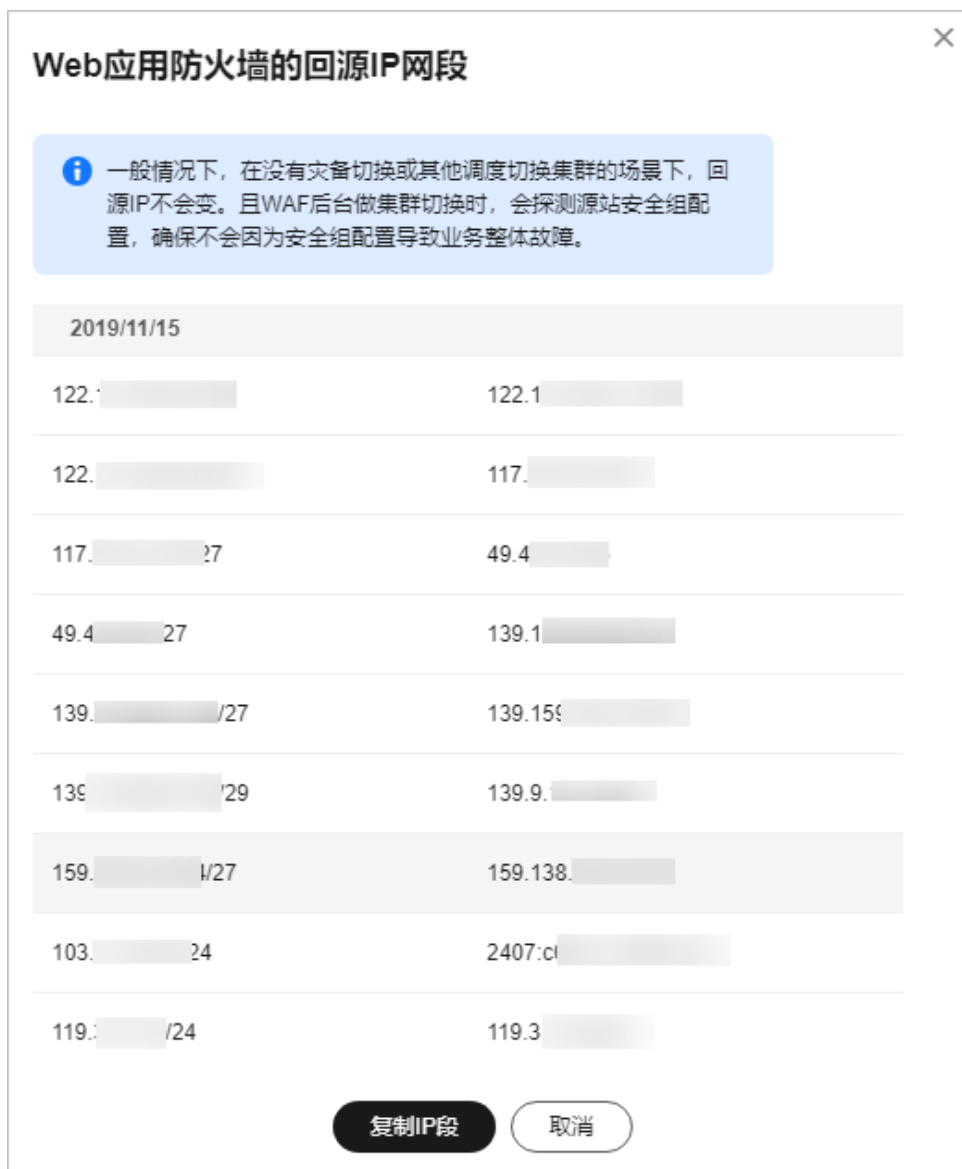 Web应用防火墙的回源IP网段
一般情况下，在没有灾备切换或其他调度切换集群的场景下，回
源IP不会变。且WAF后台做集群切换时，会探测源站安全组配
置，确保不会因为安全组配置导致业务整体故障。
2019/11/15
122. 122.1
122. 117.
117. 27 49.4
49.4 27 139.1
139. /27 139.159
139 /29 139.9.
159. /27 159.138.
103. 24 2407:c
119. /24 119.3
复制IP段 取消